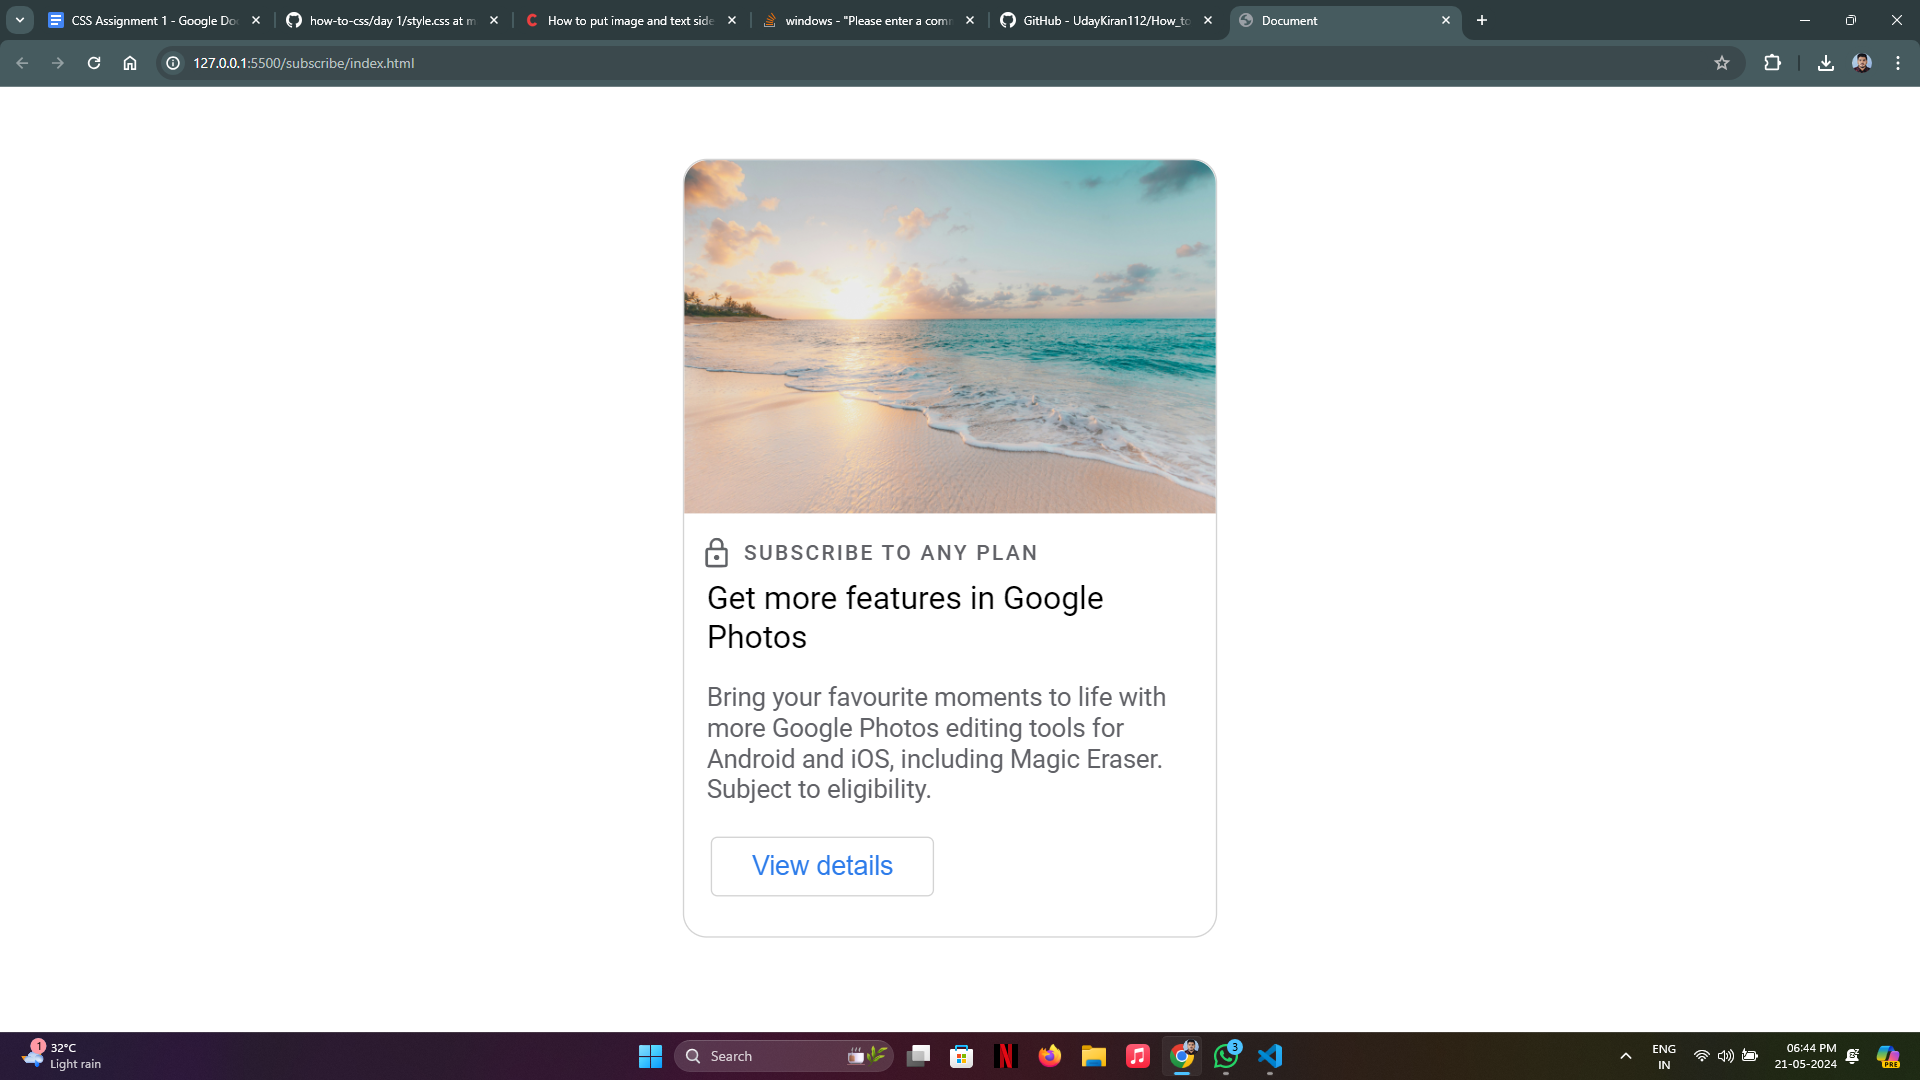 CSS Assignment 1 - Google Do
how-to-css/day 1/style.css at m
How to put image and text side
windows - "Please enter a comm
GitHub - UdayKiran112/How_to
Document
127.0.0.1:5500/subscribe/index.html
SUBSCRIBE TO ANY PLAN
Get more features in Google
Photos
Bring your favourite moments to life with
more Google Photos editing tools for
Android and iOS, including Magic Eraser.
Subject to eligibility.
View details
1
32°C
Light rain
Search
3
ENG
IN
06:44 PM
21-05-2024
PRE